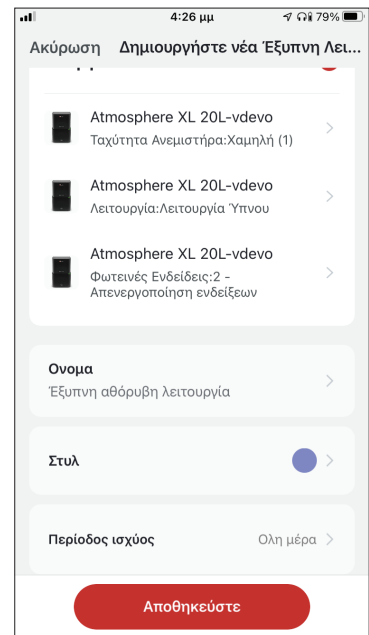 4:26 μμ
79%
Ακύρωση Δημιουργήστε νέα Έξυπνη Λει...
Atmosphere XL 20L-vdevo
Ταχύτητα Ανεμιστήρα:Χαμηλή (1)
Atmosphere XL 20L-vdevo
Λειτουργία:Λειτουργία Ύπνου
Atmosphere XL 20L-vdevo
Φωτεινές Ενδείδεις:2 -
Απενεργοποίηση ενδείξεων
Ονομα
Έξυπνη αθόρυβη λειτουργία
Στυλ
Περίοδος ισχύος Ολη μέρα
Αποθηκεύστε